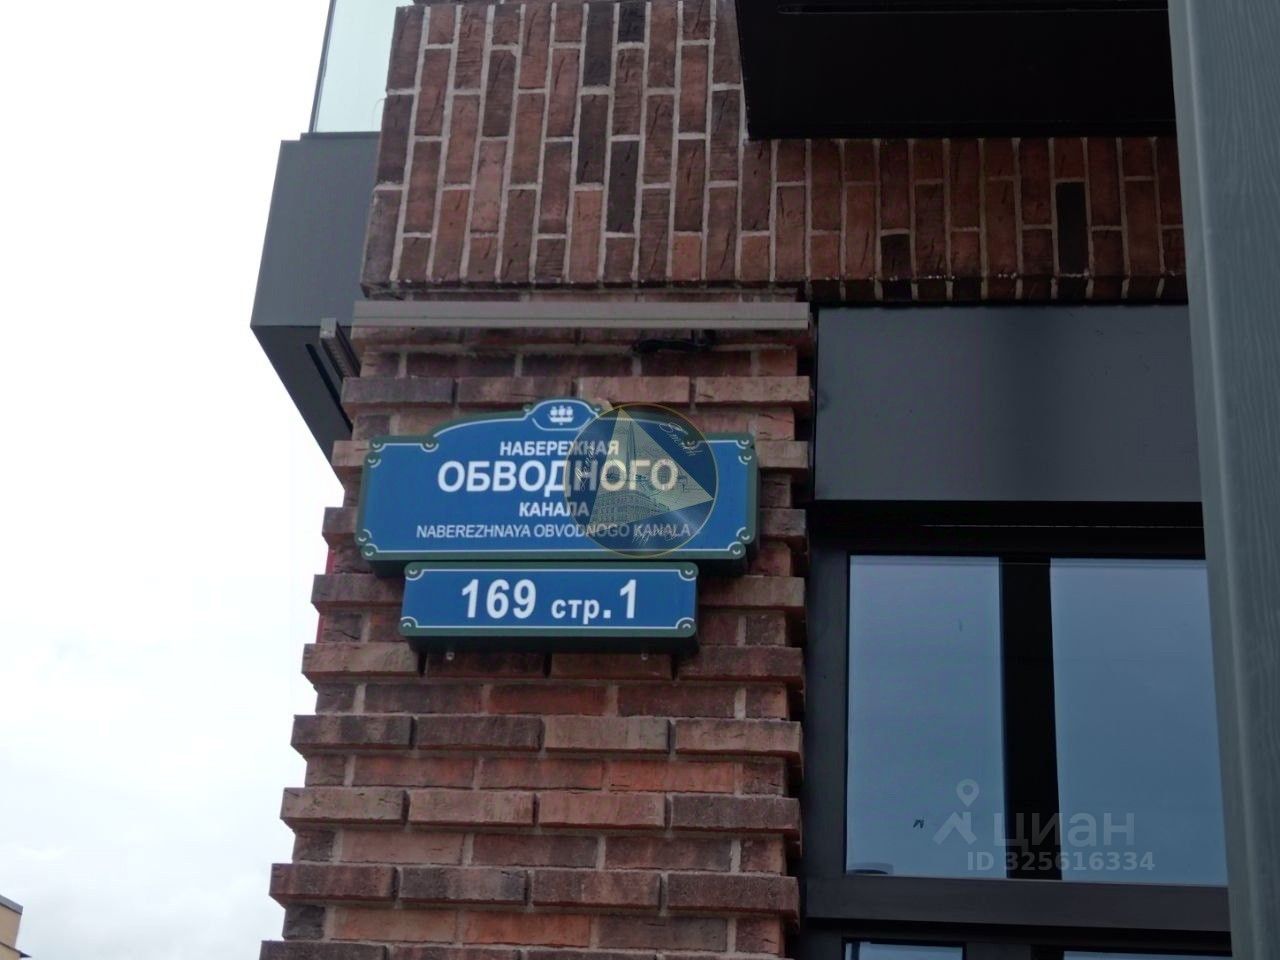 НАБЕРЕЖНАЯ
ОБВОДНОГО
КАНАЛА
NABEREZHNAYA OBVODNOGO KANALA
169 стр.1
циан
ID 325616334